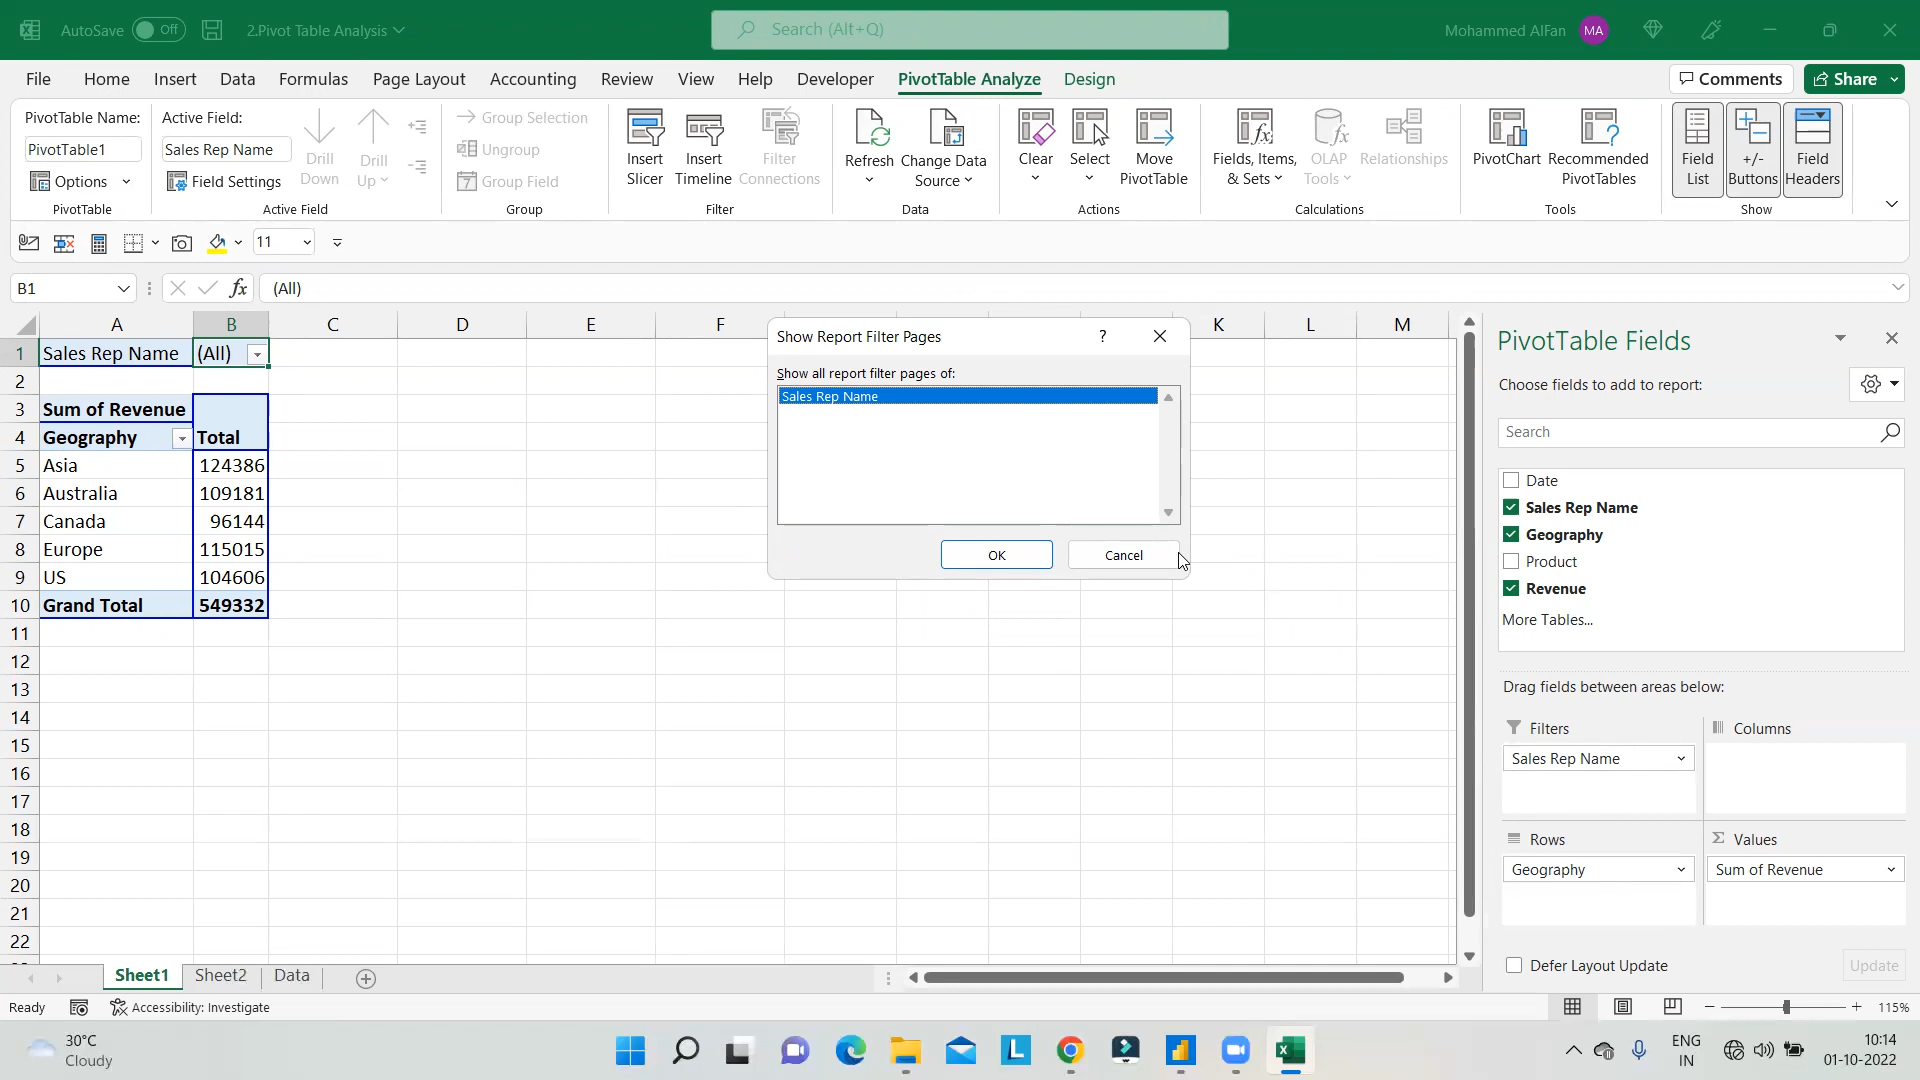 AutoSave Off 2.Pivot Table Analysis Search (Alt+Q) Mohammed AlFan MA
File Home Insert Data Formulas Page Layout Accounting Review View Help Developer PivotTable Analyze Design Comments Share
PivotTable Name:
PivotTable1
Options
PivotTable
Active Field:
Sales Rep Name
Field Settings
Drill Down
Drill Up
Active Field
Group Selection
Ungroup
Group Field
Group
Insert Slicer
Insert Timeline
Filter Connections
Filter
Refresh
Change Data Source
Data
Clear
Select
Move PivotTable
Actions
Fields, Items, & Sets
OLAP Tools
Relationships
Calculations
PivotChart
Recommended PivotTables
Tools
Field List
+/- Buttons
Field Headers
Show
11
B1 fx (All)
A B C D E F K L M
1 Sales Rep Name (All)
2
3 Sum of Revenue
4 Geography Total
5 Asia 124386
6 Australia 109181
7 Canada 96144
8 Europe 115015
9 US 104606
10 Grand Total 549332
11
12
13
14
15
16
17
18
19
20
21
22
Show Report Filter Pages ?
Show all report filter pages of:
Sales Rep Name
OK Cancel
PivotTable Fields
Choose fields to add to report:
Search
Date
Sales Rep Name
Geography
Product
Revenue
More Tables...
Drag fields between areas below:
Filters
Sales Rep Name
Columns
Rows
Geography
Σ Values
Sum of Revenue
Defer Layout Update Update
Sheet1 Sheet2 Data
Ready Accessibility: Investigate 115%
30°C
Cloudy
L
ENG
IN
10:14
01-10-2022